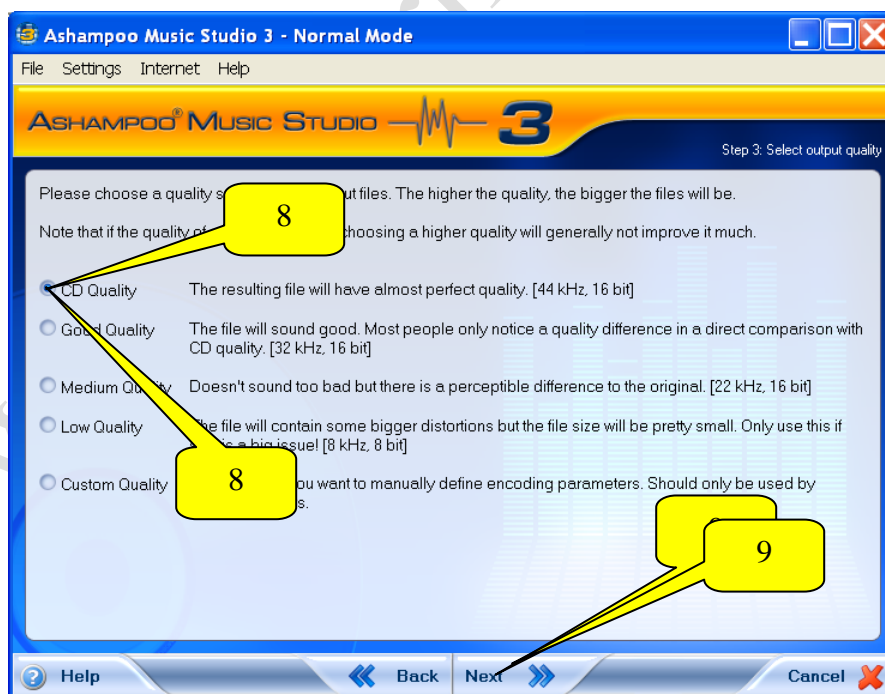 Ashampoo Music Studio 3 - Normal Mode
File Settings Internet Help
ASHAMPOO® MUSIC STUDIO 3
Step 3: Select output quality
Please choose a quality 8 files. The higher the quality, the bigger the files will be.
Note that if the quality 8 choosing a higher quality will generally not improve it much.
CD Quality The resulting file will have almost perfect quality. [44 kHz, 16 bit]
Good Quality The file will sound good. Most people only notice a quality difference in a direct comparison with
CD quality. [32 kHz, 16 bit]
Medium Quality Doesn't sound too bad but there is a perceptible difference to the original. [22 kHz, 16 bit]
Low Quality The file will contain some bigger distortions but the file size will be pretty small. Only use this if
is a big issue! [8 kHz, 8 bit]
Custom Quality 8 you want to manually define encoding parameters. Should only be used by
9
Help Back Next Cancel